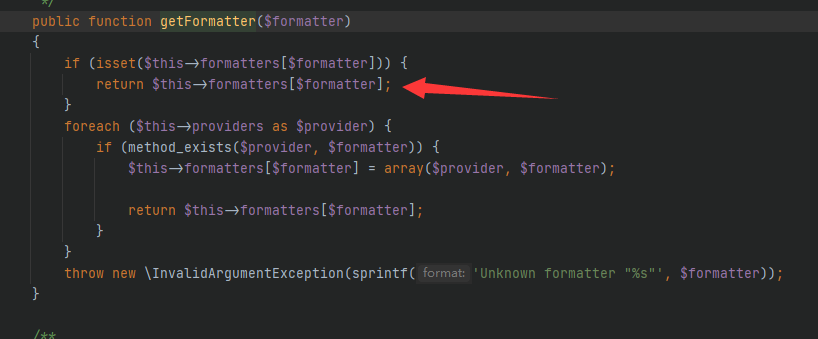 */
public function getFormatter($formatter)
{
    if (isset($this->formatters[$formatter])) {
        return $this->formatters[$formatter];
    }
    foreach ($this->providers as $provider) {
        if (method_exists($provider, $formatter)) {
            $this->formatters[$formatter] = array($provider, $formatter);

            return $this->formatters[$formatter];
        }
    }
    throw new \InvalidArgumentException(sprintf( format: 'Unknown formatter "%s"', $formatter));
}

/**